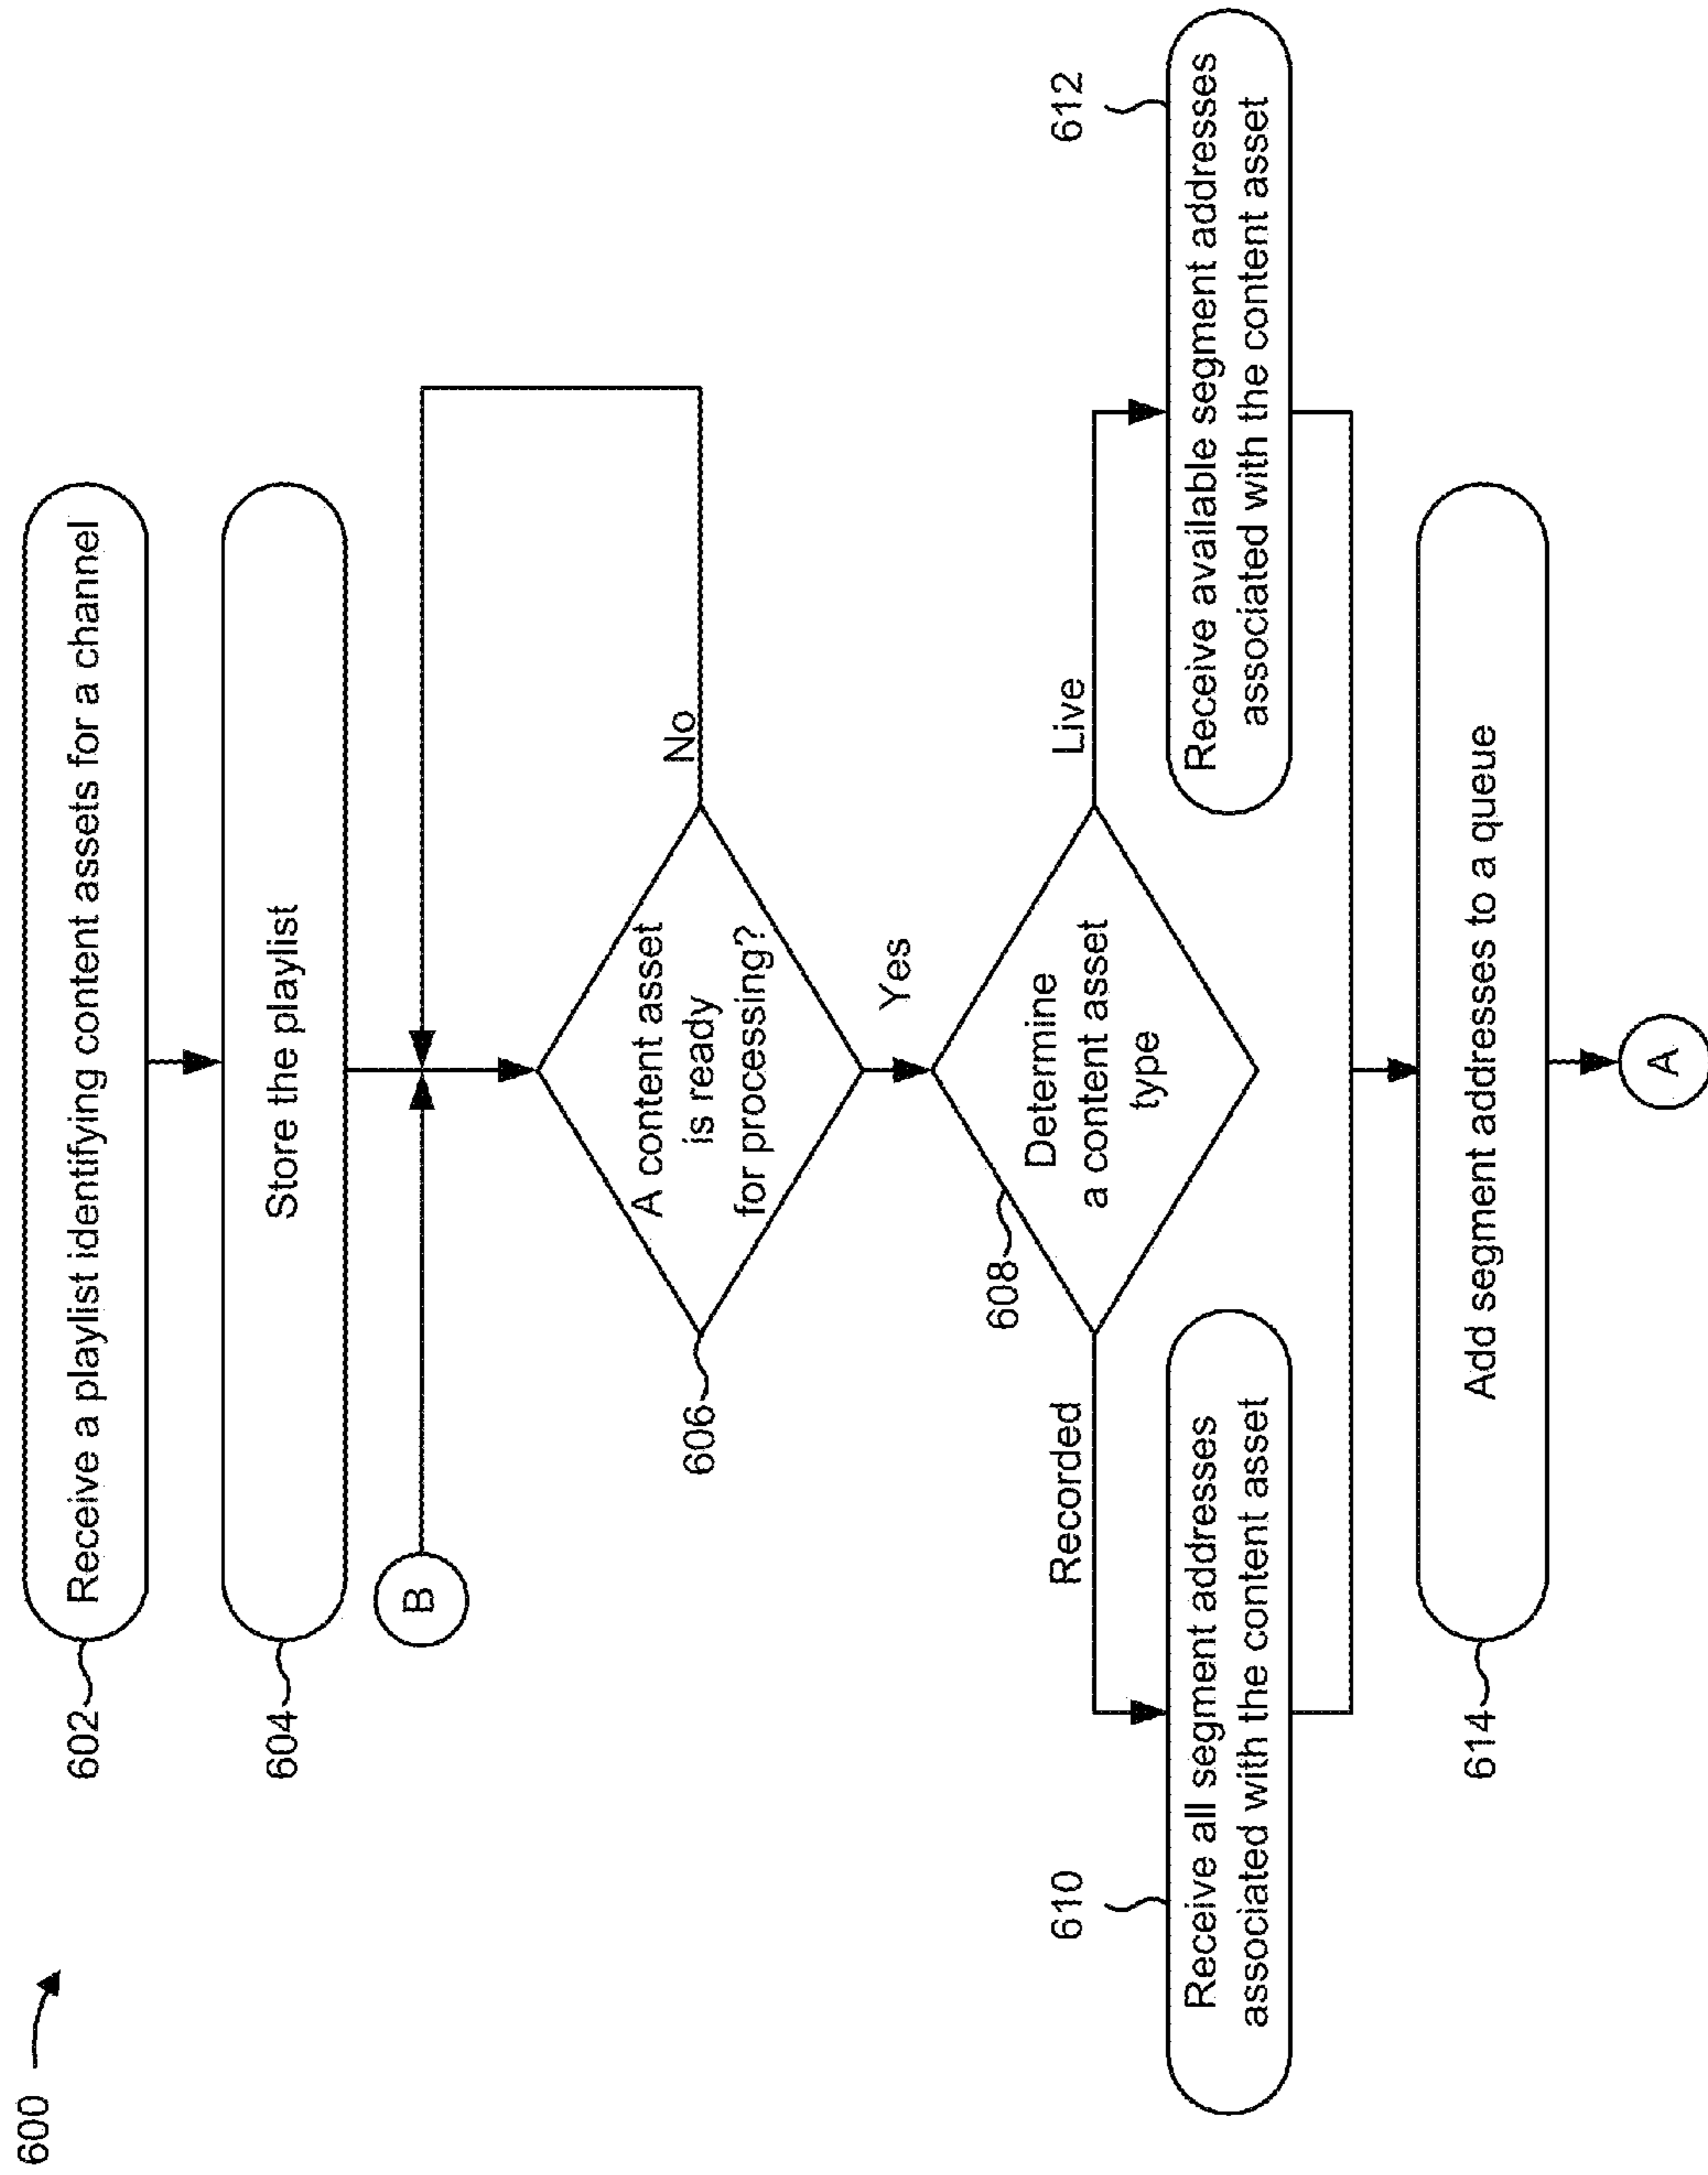 600
602
Receive a playlist identifying content assets for a channel
604
Store the playlist
B
A content asset
is ready
for processing?
606
No
Yes
608
Determine
a content asset
type
Recorded
Live
610
Receive all segment addresses
associated with the content asset
612
Receive available segment addresses
associated with the content asset
614
Add segment addresses to a queue
A